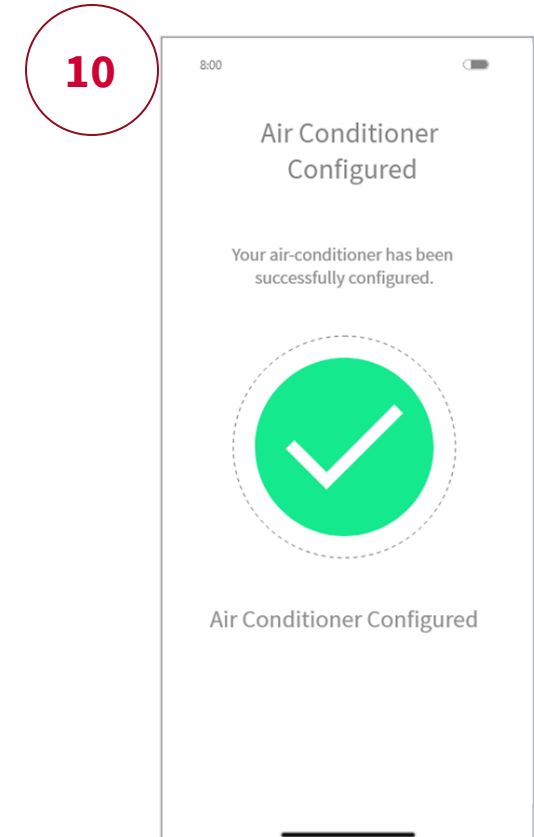 10
8:00
Air Conditioner
Configured
Your air-conditioner has been
successfully configured.
Air Conditioner Configured